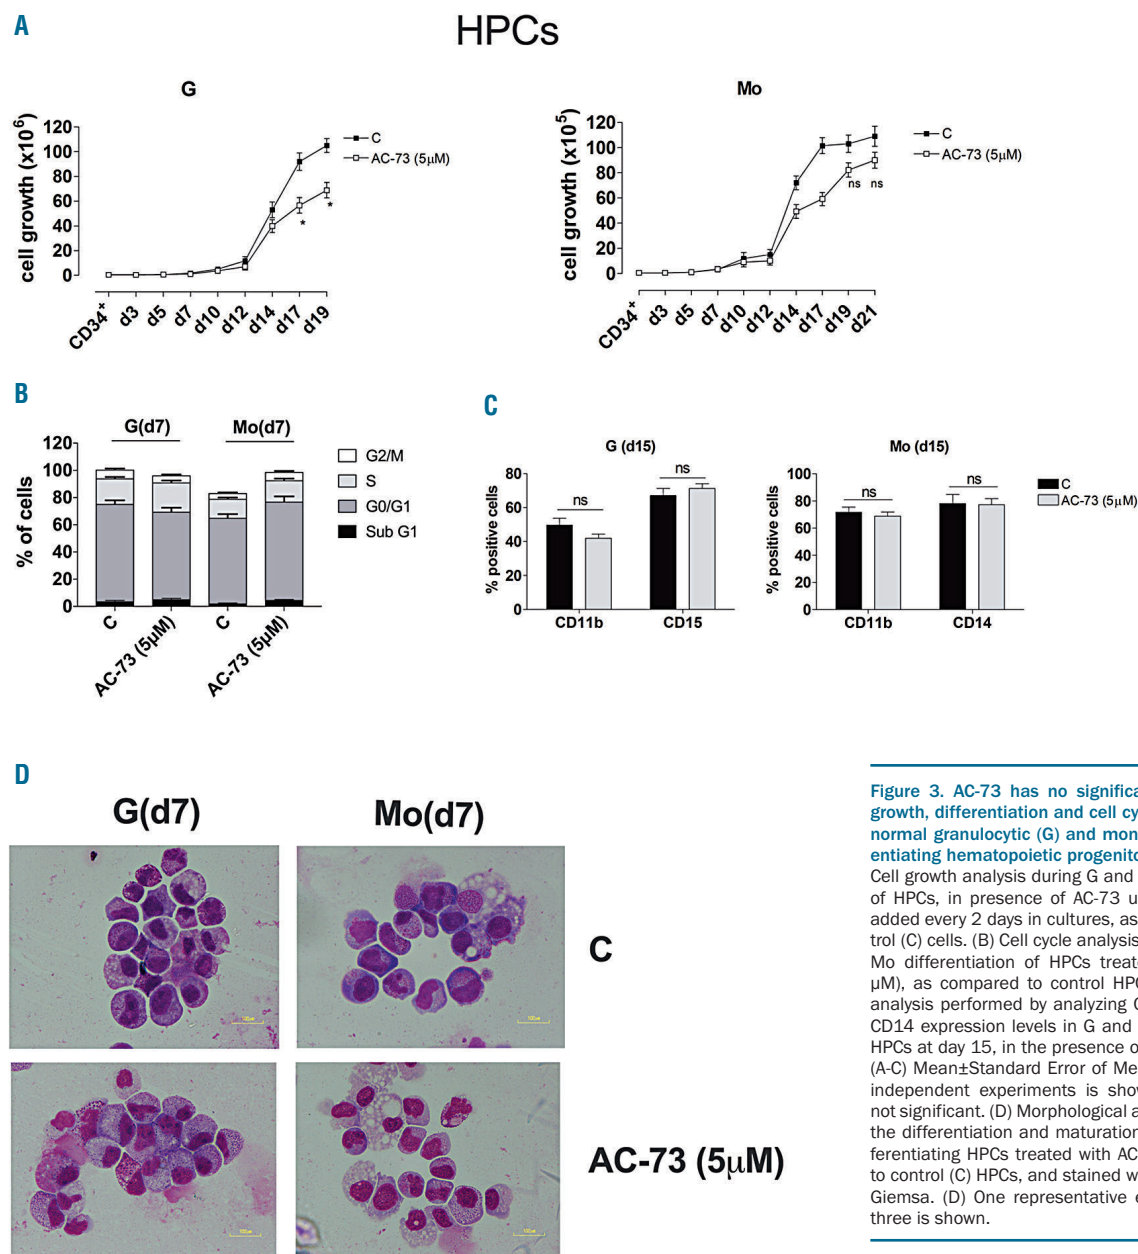 A
HPCs
G
cell growth (x10⁶)
120
100
80
60
40
20
0
C
AC-73 (5µM)
*
*
CD34⁺
d3
d5
d7
d10
d12
d14
d17
d19
Mo
cell growth (x10⁵)
120
100
80
60
40
20
0
C
AC-73 (5µM)
ns
ns
CD34⁺
d3
d5
d7
d10
d12
d14
d17
d19
d21
B
G(d7)
Mo(d7)
% of cells
120
100
80
60
40
20
0
G2/M
S
G0/G1
Sub G1
C
AC-73 (5µM)
C
AC-73 (5µM)
C
G (d15)
% positive cells
80
60
40
20
0
ns
ns
CD11b
CD15
Mo (d15)
% positive cells
100
80
60
40
20
0
ns
ns
CD11b
CD14
C
AC-73 (5µM)
D
G(d7)
Mo(d7)
C
AC-73 (5µM)
Figure 3. AC-73 has no significa
growth, differentiation and cell cy
normal granulocytic (G) and mon
entiating hematopoietic progenito
Cell growth analysis during G and
of HPCs, in presence of AC-73 u
added every 2 days in cultures, as
trol (C) cells. (B) Cell cycle analysis
Mo differentiation of HPCs treat
µM), as compared to control HPC
analysis performed by analyzing C
CD14 expression levels in G and
HPCs at day 15, in the presence o
(A-C) Mean±Standard Error of Me
independent experiments is show
not significant. (D) Morphological a
the differentiation and maturation
ferentiating HPCs treated with AC
to control (C) HPCs, and stained w
Giemsa. (D) One representative e
three is shown.